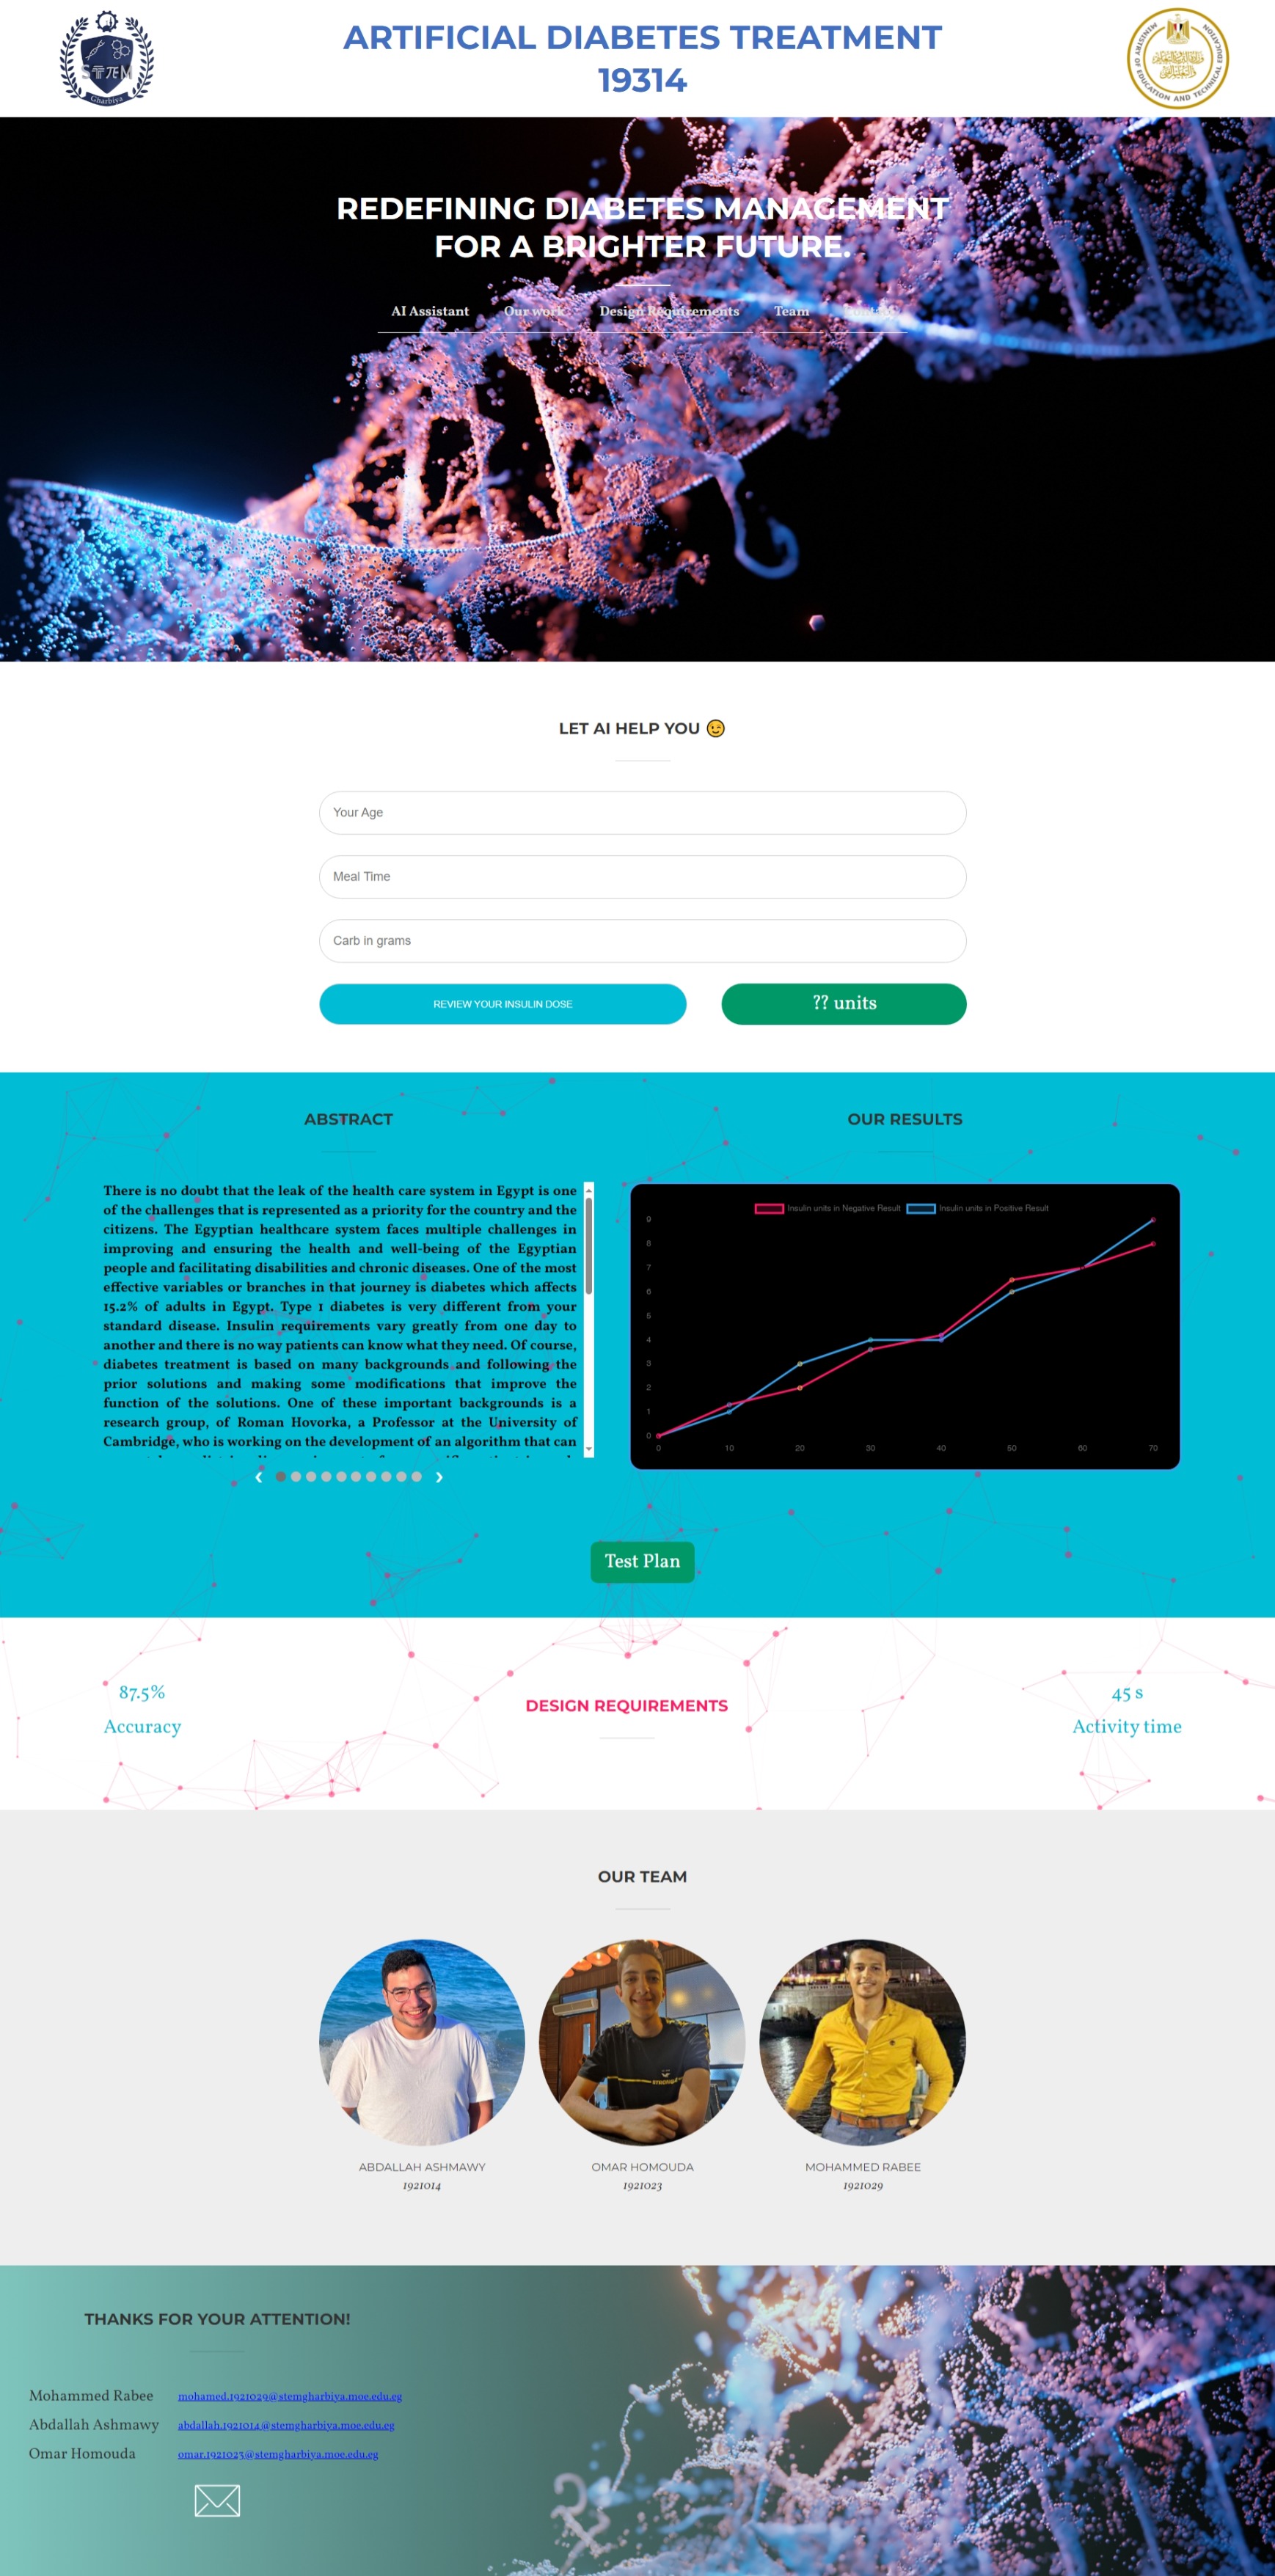 STEM
Gharbiya
ARTIFICIAL DIABETES TREATMENT
19314
MINISTRY OF EDUCATION AND TECHNICAL EDUCATION
REDEFINING DIABETES MANAGEMENT
FOR A BRIGHTER FUTURE.
AI Assistant Our work Design Requirements Team
LET AI HELP YOU 😉
Your Age
Meal Time
Carb in grams
REVIEW YOUR INSULIN DOSE
?? units
ABSTRACT
There is no doubt that the leak of the health care system in Egypt is one
of the challenges that is represented as a priority for the country and the
citizens. The Egyptian healthcare system faces multiple challenges in
improving and ensuring the health and well-being of the Egyptian
people and facilitating disabilities and chronic diseases. One of the most
effective variables or branches in that journey is diabetes which affects
15.2% of adults in Egypt. Type 1 diabetes is very different from your
standard disease. Insulin requirements vary greatly from one day to
another and there is no way patients can know what they need. Of course,
diabetes treatment is based on many backgrounds and following the
prior solutions and making some modifications that improve the
function of the solutions. One of these important backgrounds is a
research group, of Roman Hovorka, a Professor at the University of
Cambridge, who is working on the development of an algorithm that can
‹ ›
OUR RESULTS
Insulin units in Negative Result Insulin units in Positive Result
9
8
7
6
5
4
3
2
1
0
0 10 20 30 40 50 60 70
Test Plan
87.5%
Accuracy
DESIGN REQUIREMENTS
45 s
Activity time
OUR TEAM
ABDALLAH ASHMAWY
1921014
OMAR HOMOUDA
1921023
MOHAMMED RABEE
1921029
THANKS FOR YOUR ATTENTION!
Mohammed Rabee mohamed.1921029@stemgharbiya.moe.edu.eg
Abdallah Ashmawy abdallah.1921014@stemgharbiya.moe.edu.eg
Omar Homouda omar.1921023@stemgharbiya.moe.edu.eg